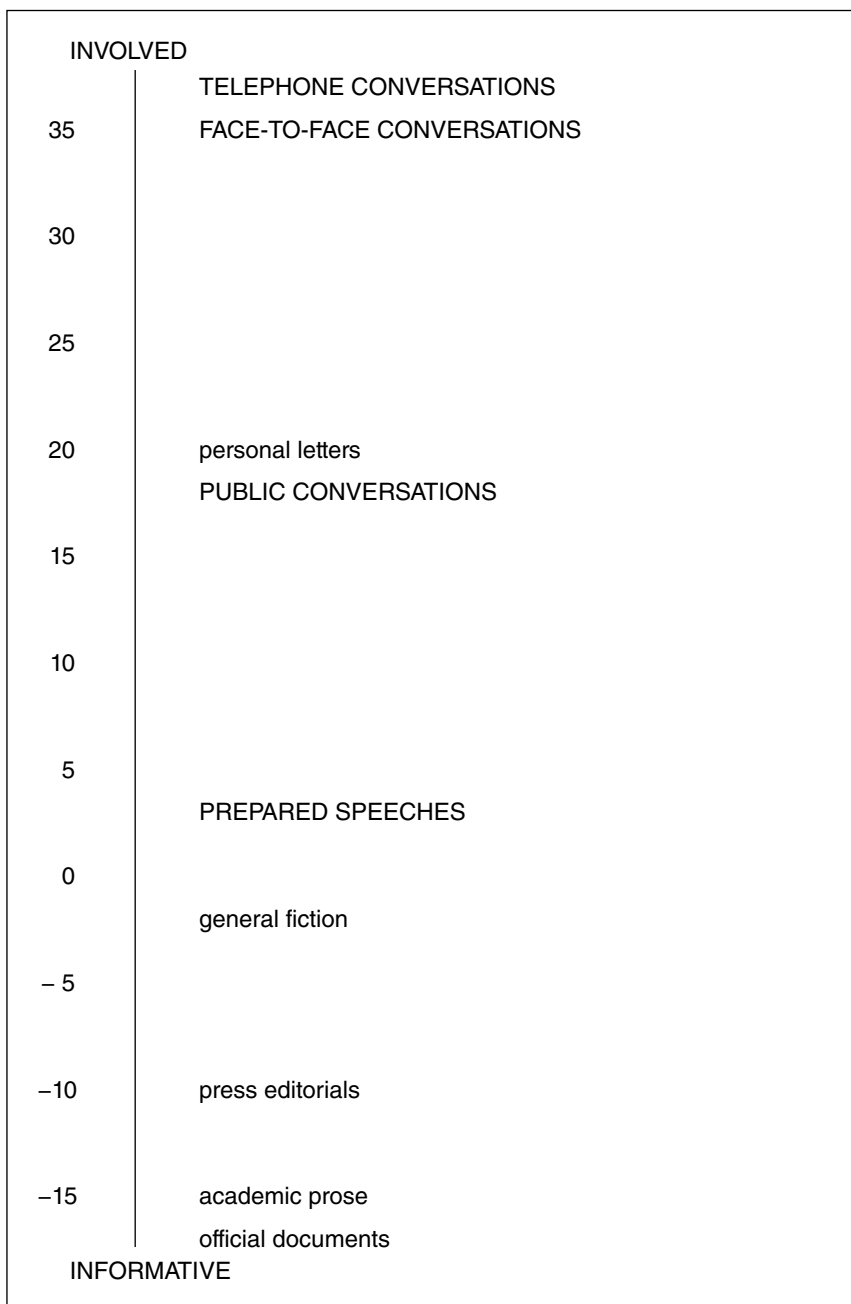 INVOLVED
TELEPHONE CONVERSATIONS
35 FACE-TO-FACE CONVERSATIONS
30
25
20 personal letters
PUBLIC CONVERSATIONS
15
10
5
PREPARED SPEECHES
0
general fiction
– 5
–10 press editorials
–15 academic prose
official documents
INFORMATIVE